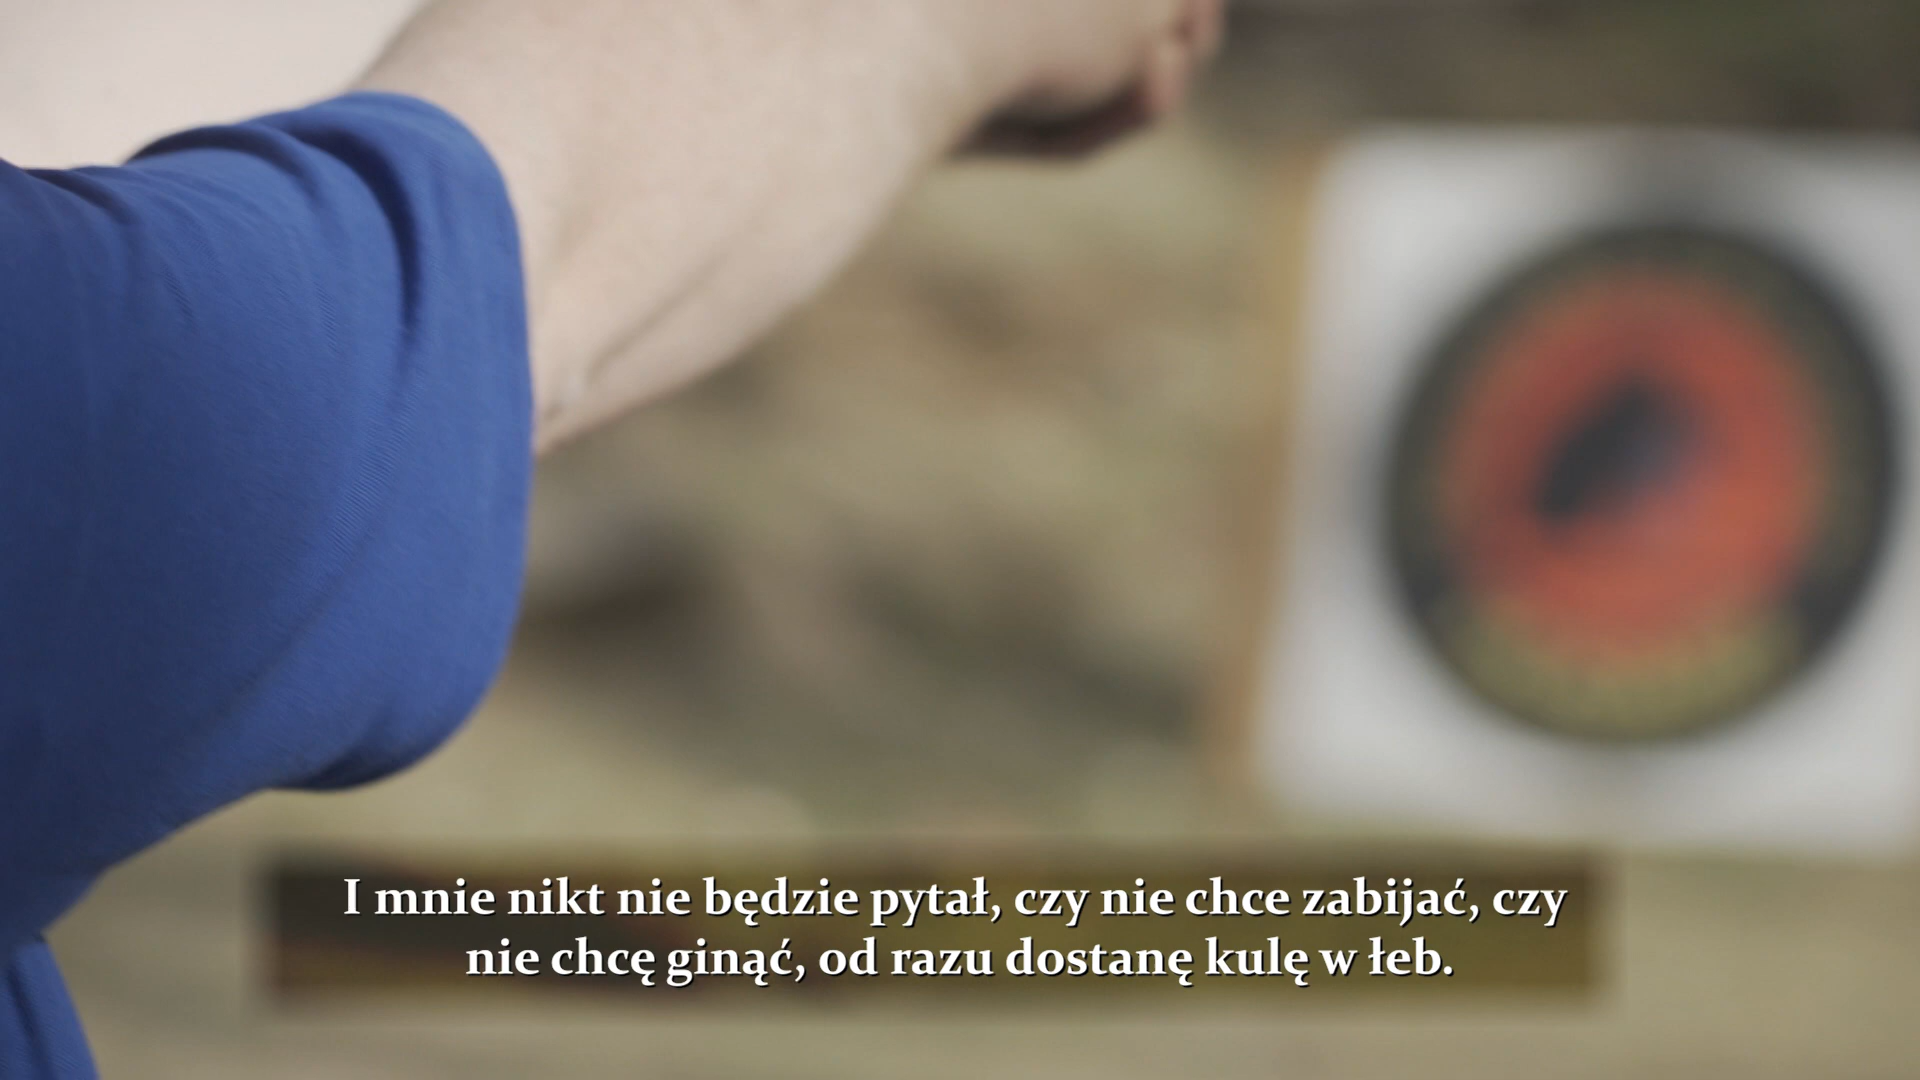 I mnie nikt nie będzie pytał, czy nie chce zabijać, czy
nie chcę ginąć, od razu dostanę kulę w łeb.